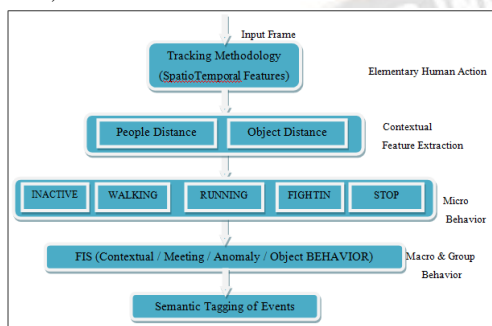 Input Frame
Tracking Methodology
(SpatioTemporal Features)
Elementary Human Action
People Distance
Object Distance
Contextual
Feature Extraction
INACTIVE
WALKING
RUNNING
FIGHTIN
STOP
Micro
Behavior
FIS (Contextual / Meeting / Anomaly / Object BEHAVIOR)
Macro & Group
Behavior
Semantic Tagging of Events